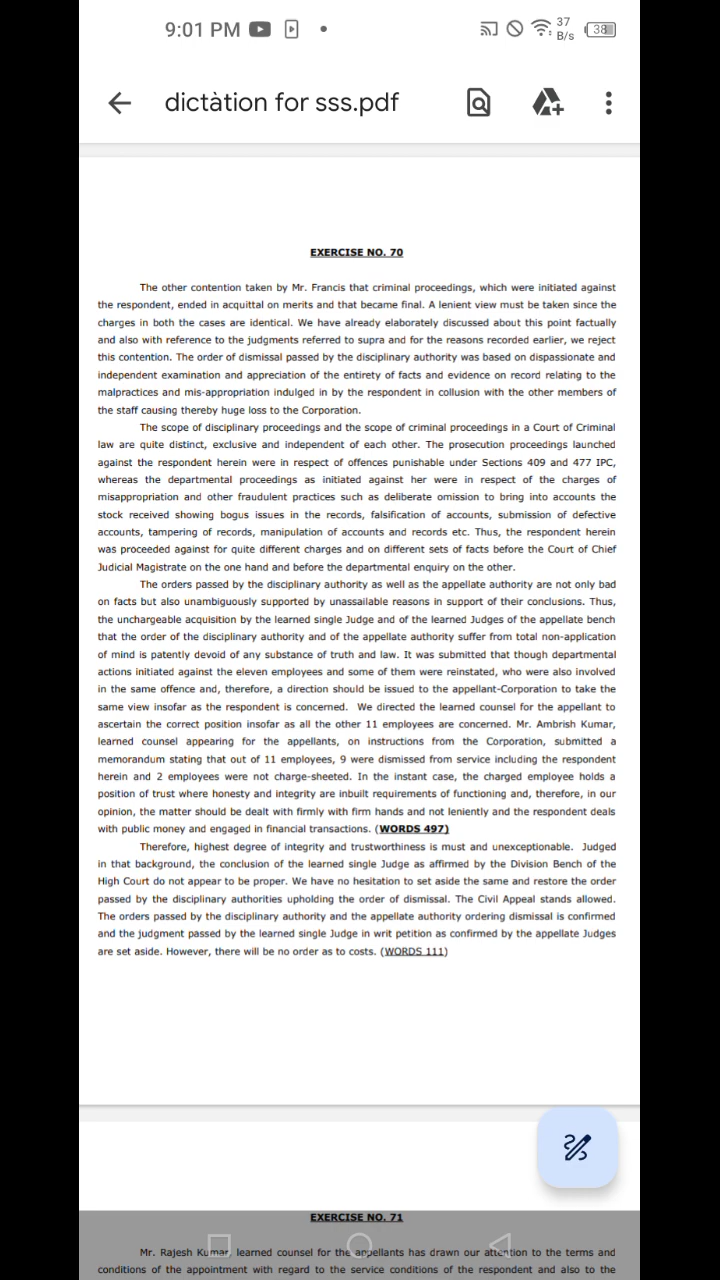 9:01 PM
37
B/s
38
dictàtion for sss.pdf
EXERCISE NO. 70
The other contention taken by Mr. Francis that criminal proceedings, which were initiated against
the respondent, ended in acquittal on merits and that became final. A lenient view must be taken since the
charges in both the cases are identical. We have already elaborately discussed about this point factually
and also with reference to the judgments referred to supra and for the reasons recorded earlier, we reject
this contention. The order of dismissal passed by the disciplinary authority was based on dispassionate and
independent examination and appreciation of the entirety of facts and evidence on record relating to the
malpractices and mis-appropriation indulged in by the respondent in collusion with the other members of
the staff causing thereby huge loss to the Corporation.
The scope of disciplinary proceedings and the scope of criminal proceedings in a Court of Criminal
law are quite distinct, exclusive and independent of each other. The prosecution proceedings launched
against the respondent herein were in respect of offences punishable under Sections 409 and 477 IPC,
whereas the departmental proceedings as initiated against her were in respect of the charges of
misappropriation and other fraudulent practices such as deliberate omission to bring into accounts the
stock received showing bogus issues in the records, falsification of accounts, submission of defective
accounts, tampering of records, manipulation of accounts and records etc. Thus, the respondent herein
was proceeded against for quite different charges and on different sets of facts before the Court of Chief
Judicial Magistrate on the one hand and before the departmental enquiry on the other.
The orders passed by the disciplinary authority as well as the appellate authority are not only bad
on facts but also unambiguously supported by unassailable reasons in support of their conclusions. Thus,
the unchargeable acquisition by the learned single Judge and of the learned Judges of the appellate bench
that the order of the disciplinary authority and of the appellate authority suffer from total non-application
of mind is patently devoid of any substance of truth and law. It was submitted that though departmental
actions initiated against the eleven employees and some of them were reinstated, who were also involved
in the same offence and, therefore, a direction should be issued to the appellant-Corporation to take the
same view insofar as the respondent is concerned. We directed the learned counsel for the appellant to
ascertain the correct position insofar as all the other 11 employees are concerned. Mr. Ambrish Kumar,
learned counsel appearing for the appellants, on instructions from the Corporation, submitted a
memorandum stating that out of 11 employees, 9 were dismissed from service including the respondent
herein and 2 employees were not charge-sheeted. In the instant case, the charged employee holds a
position of trust where honesty and integrity are inbuilt requirements of functioning and, therefore, in our
opinion, the matter should be dealt with firmly with firm hands and not leniently and the respondent deals
with public money and engaged in financial transactions. (WORDS 497)
Therefore, highest degree of integrity and trustworthiness is must and unexceptionable. Judged
in that background, the conclusion of the learned single Judge as affirmed by the Division Bench of the
High Court do not appear to be proper. We have no hesitation to set aside the same and restore the order
passed by the disciplinary authorities upholding the order of dismissal. The Civil Appeal stands allowed.
The orders passed by the disciplinary authority and the appellate authority ordering dismissal is confirmed
and the judgment passed by the learned single Judge in writ petition as confirmed by the appellate Judges
are set aside. However, there will be no order as to costs. (WORDS 111)
EXERCISE NO. 71
Mr. Rajesh Kumar, learned counsel for the appellants has drawn our attention to the terms and
conditions of the appointment with regard to the service conditions of the respondent and also to the